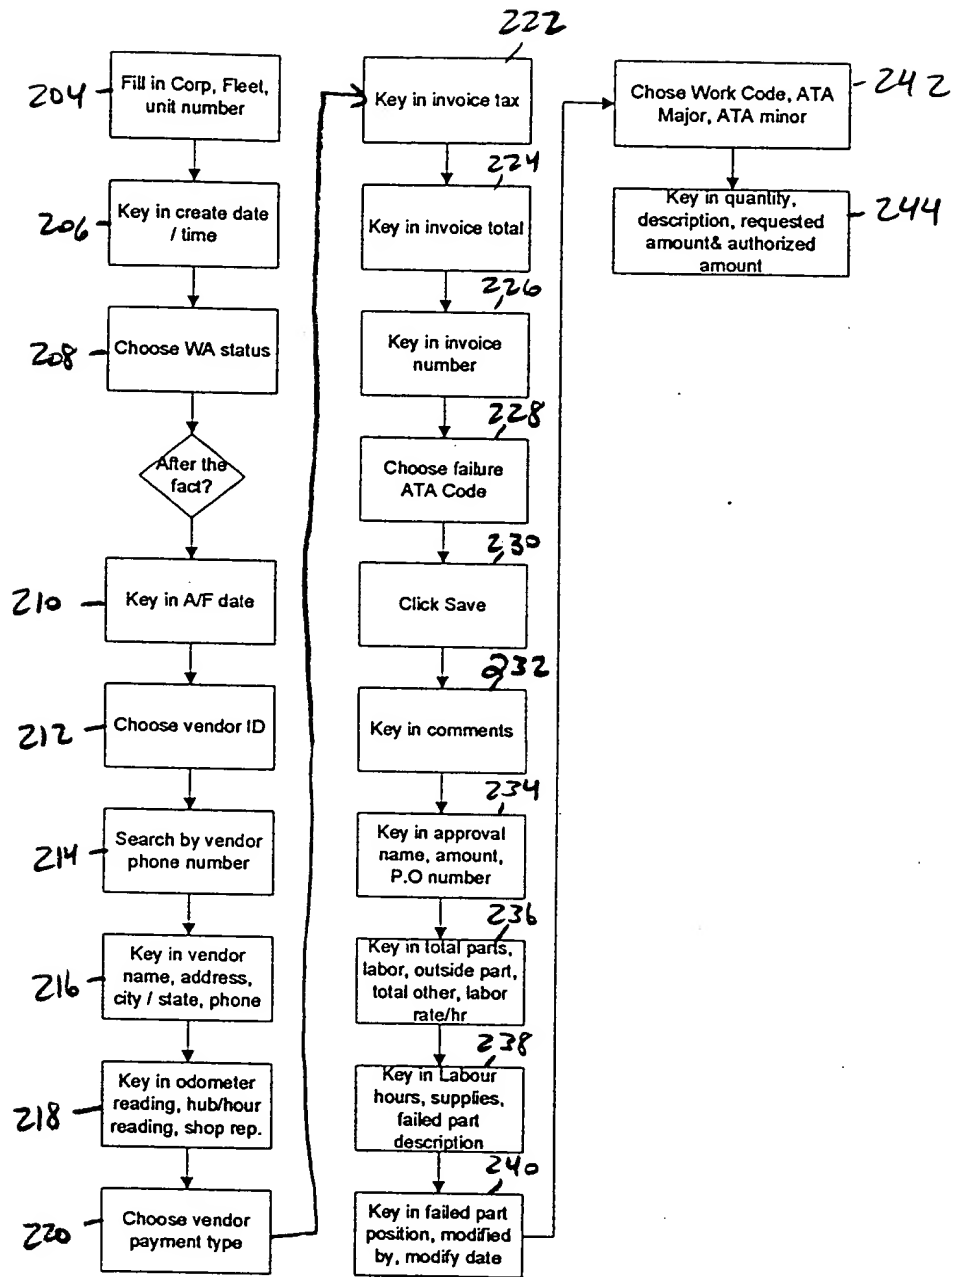 204
Fill in Corp, Fleet,
unit number
206
Key in create date
/ time
208
Choose WA status
After the
fact?
210
Key in A/F date
212
Choose vendor ID
214
Search by vendor
phone number
216
Key in vendor
name, address,
city / state, phone
218
Key in odometer
reading, hub/hour
reading, shop rep.
220
Choose vendor
payment type
222
Key in invoice tax
224
Key in invoice total
226
Key in invoice
number
228
Choose failure
ATA Code
230
Click Save
232
Key in comments
234
Key in approval
name, amount,
P.O number
236
Key in total parts,
labor, outside part,
total other, labor
rate/hr
238
Key in Labour
hours, supplies,
failed part
description
240
Key in failed part
position, modified
by, modify date
242
Chose Work Code, ATA
Major, ATA minor
244
Key in quantity,
description, requested
amount& authorized
amount